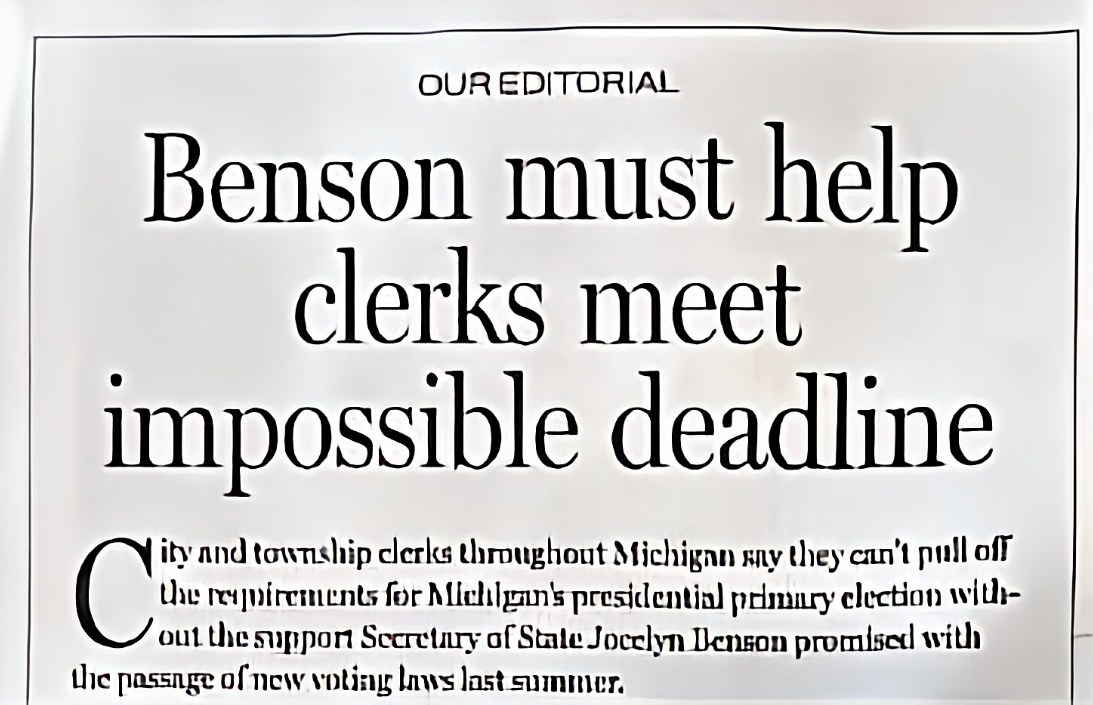 OUR EDITORIAL
Benson must help
clerks meet
impossible deadline
City and township clerks throughout Michigan say they can't pull off
the requirements for Michigan's presidential primary election with-
out the support Secretary of State Jocelyn Benson promised with
the passage of new voting laws last summer.